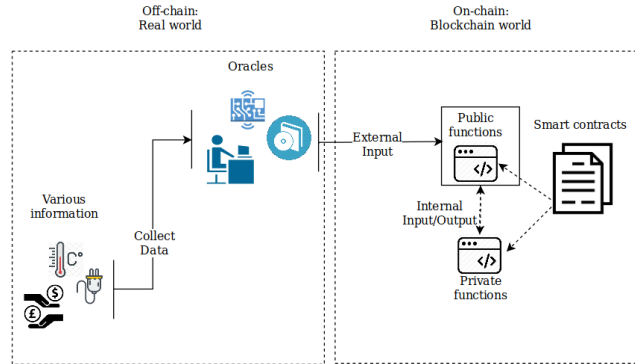 Off-chain:
Real world
On-chain:
Blockchain world
Oracles
External
Input
Public
functions
</>
Smart contracts
Various
information
C°
$
£
Collect
Data
Internal
Input/Output
</>
Private
functions